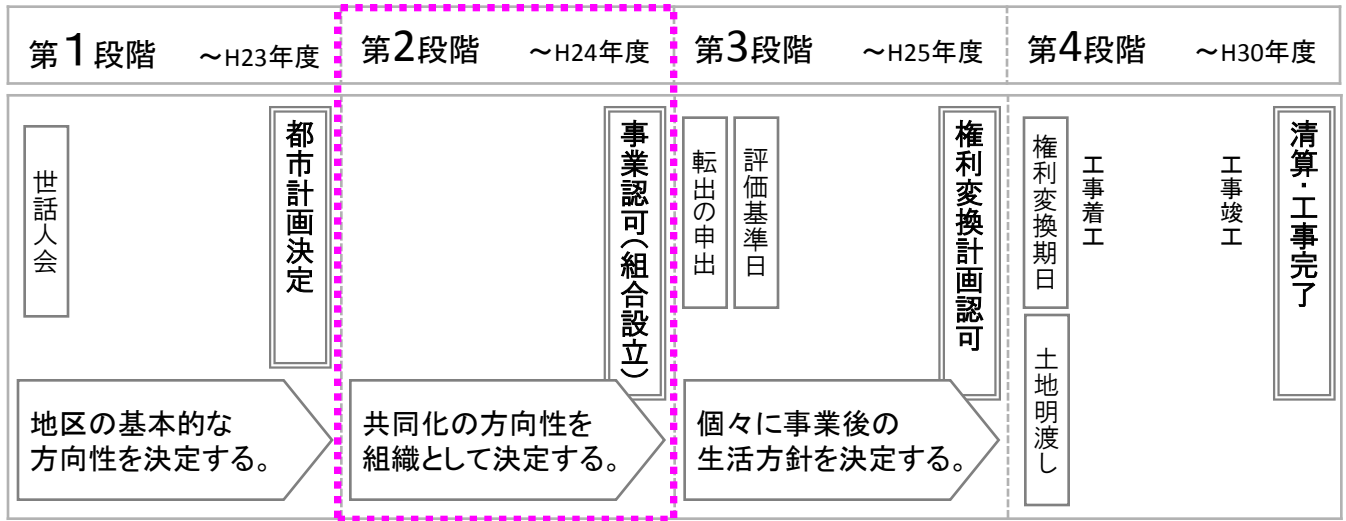 第1段階 ～H23年度
第2段階 ～H24年度
第3段階 ～H25年度
第4段階 ～H30年度
世話人会
都市計画決定
地区の基本的な
方向性を決定する。
事業認可(組合設立)
共同化の方向性を
組織として決定する。
転出の申出
評価基準日
権利変換計画認可
個々に事業後の
生活方針を決定する。
権利変換期日
土地明渡し
工事着工
工事竣工
清算・工事完了